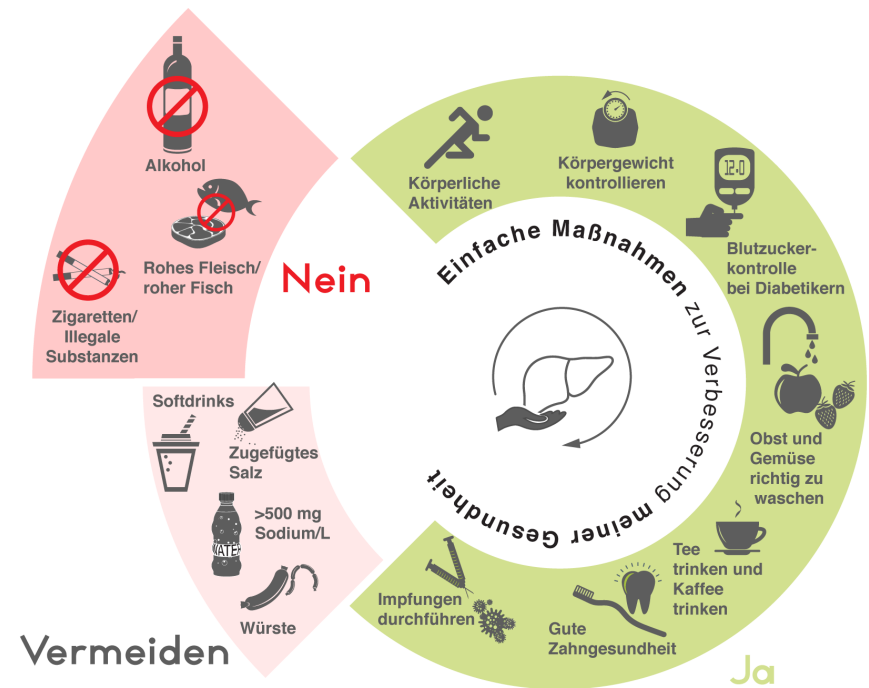 Alkohol
Rohes Fleisch/
roher Fisch
Zigaretten/
Illegale
Substanzen
Nein
Softdrinks
Zugefügtes
Salz
>500 mg
Sodium/L
WATER
Würste
Vermeiden
Einfache Maßnahmen zur Verbesserung meiner Gesundheit
Körperliche
Aktivitäten
Körpergewicht
kontrollieren
12.0
Blutzucker-
kontrolle
bei Diabetikern
Obst und
Gemüse
richtig zu
waschen
Tee
trinken und
Kaffee
trinken
Gute
Zahngesundheit
Impfungen
durchführen
Ja